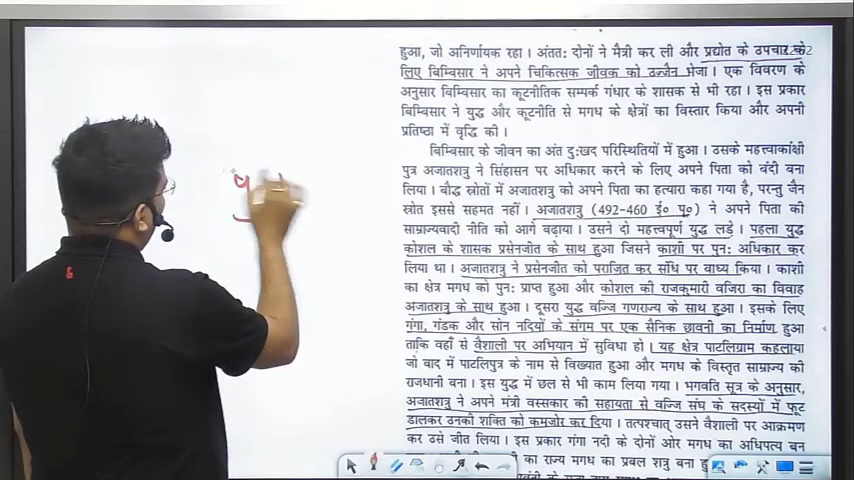 हुआ, जो अनिर्णायक रहा। अंततः दोनों ने मैत्री कर ली और प्रद्योत के उपचार के
लिए बिम्बिसार ने अपने चिकित्सक जीवक को उज्जैन भेजा। एक विवरण के
अनुसार बिम्बिसार का कूटनीतिक सम्पर्क गंधार के शासक से भी रहा। इस प्रकार
बिम्बिसार ने युद्ध और कूटनीति से मगध के क्षेत्रों का विस्तार किया और अपनी
प्रतिष्ठा में वृद्धि की।
बिम्बिसार के जीवन का अंत दुःखद परिस्थितियों में हुआ। उसके महत्वाकांक्षी
पुत्र अजातशत्रु ने सिंहासन पर अधिकार करने के लिए अपने पिता को बंदी बना
लिया। बौद्ध स्रोतों में अजातशत्रु को अपने पिता का हत्यारा कहा गया है, परन्तु जैन
स्रोत इससे सहमत नहीं। अजातशत्रु (492-460 ई० पू०) ने अपने पिता की
साम्राज्यवादी नीति को आगे बढ़ाया। उसने दो महत्त्वपूर्ण युद्ध लड़े। पहला युद्ध
कोशल के शासक प्रसेनजीत के साथ हुआ जिसने काशी पर पुनः अधिकार कर
लिया था। अजातशत्रु ने प्रसेनजीत को पराजित कर संधि पर वाध्य किया। काशी
का क्षेत्र मगध को पुनः प्राप्त हुआ और कोशल की राजकुमारी वजिरा का विवाह
अजातशत्रु के साथ हुआ। दूसरा युद्ध वज्जि गणराज्य के साथ हुआ। इसके लिए
गंगा, गंडक और सोन नदियों के संगम पर एक सैनिक छावनी का निर्माण हुआ
ताकि वहाँ से वैशाली पर अभियान में सुविधा हो। यह क्षेत्र पाटलिग्राम कहलाया
जो बाद में पाटलिपुत्र के नाम से विख्यात हुआ और मगध के विस्तृत साम्राज्य की
राजधानी बना। इस युद्ध में छल से भी काम लिया गया। भगवति सूत्र के अनुसार,
अजातशत्रु ने अपने मंत्री वस्सकार की सहायता से वज्जि संघ के सदस्यों में फूट
डालकर उनकी शक्ति को कमजोर कर दिया। तत्पश्चात् उसने वैशाली पर आक्रमण
कर उसे जीत लिया। इस प्रकार गंगा नदी के दोनों ओर मगध का आधिपत्य बन
का राज्य मगध का प्रबल शत्रु बना